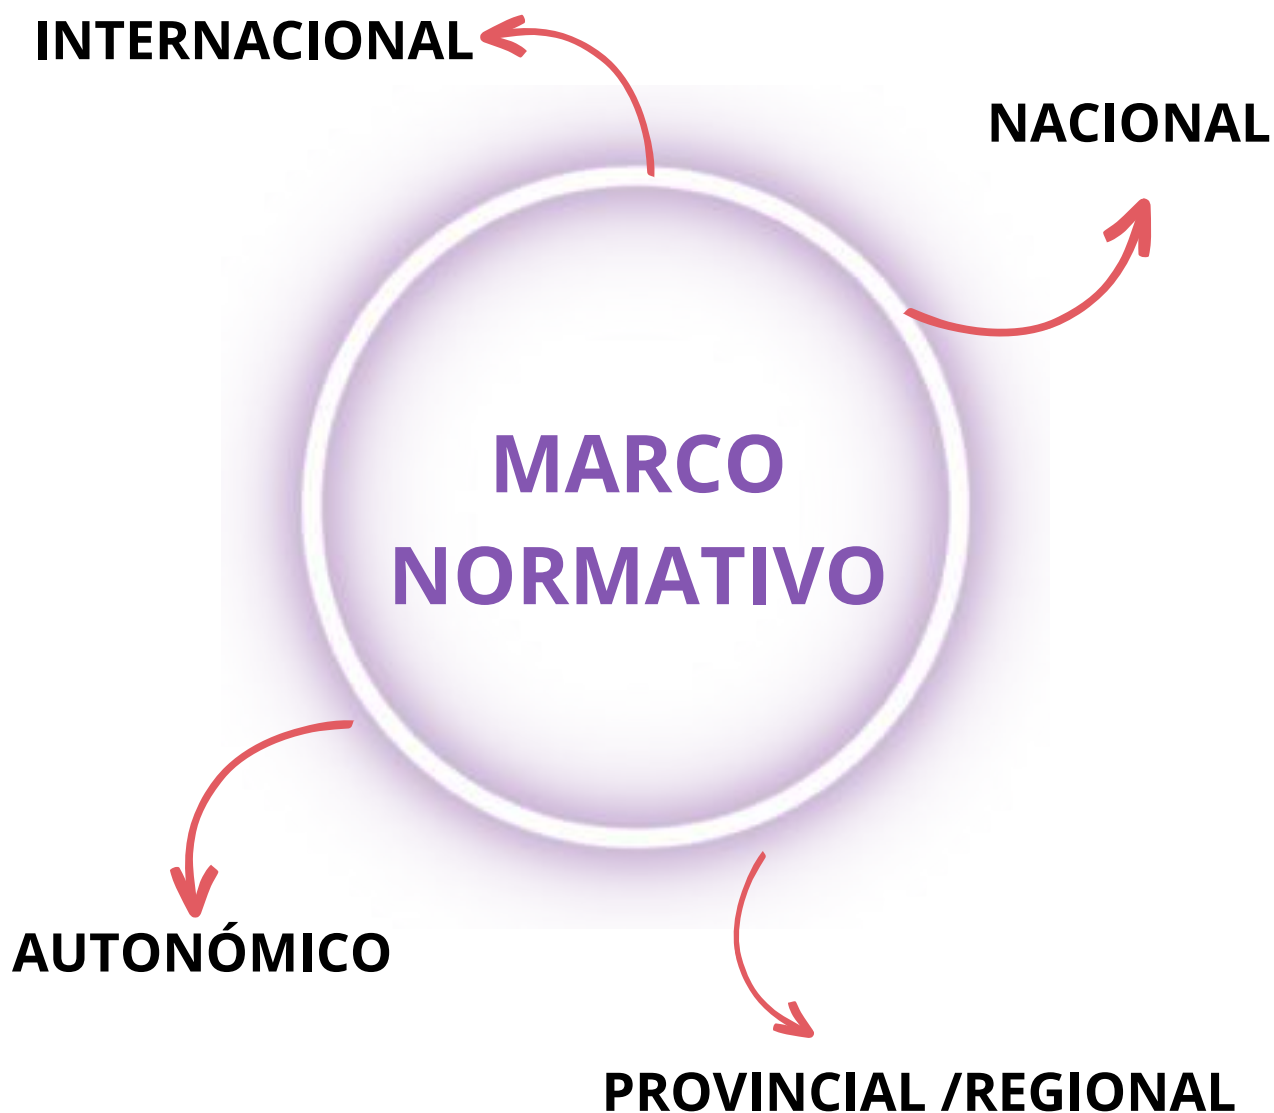 INTERNACIONAL
NACIONAL
MARCO
NORMATIVO
AUTONÓMICO
PROVINCIAL /REGIONAL